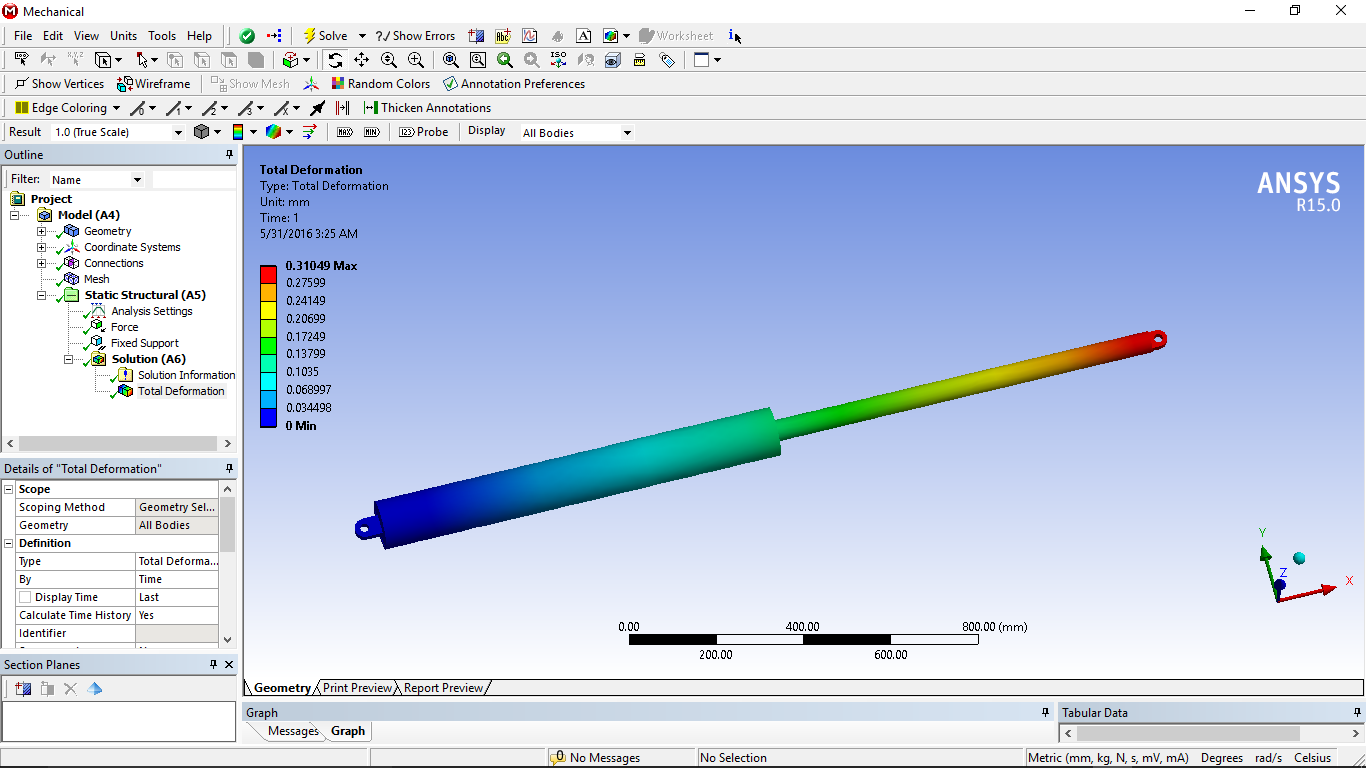 Mechanical
File Edit View Units Tools Help Solve ?/ Show Errors Worksheet
Show Vertices Wireframe Show Mesh Random Colors Annotation Preferences
Edge Coloring Thicken Annotations
Result 1.0 (True Scale) MAX MIN Probe Display All Bodies
Outline
Filter: Name
Project
Model (A4)
Geometry
Coordinate Systems
Connections
Mesh
Static Structural (A5)
Analysis Settings
Force
Fixed Support
Solution (A6)
Solution Information
Total Deformation
Details of "Total Deformation"
Scope
Scoping Method Geometry Sel...
Geometry All Bodies
Definition
Type Total Deforma...
By Time
Display Time Last
Calculate Time History Yes
Identifier
Section Planes
Total Deformation
Type: Total Deformation
Unit: mm
Time: 1
5/31/2016 3:25 AM
0.31049 Max
0.27599
0.24149
0.20699
0.17249
0.13799
0.1035
0.068997
0.034498
0 Min
ANSYS
R15.0
Y
Z
X
0.00 400.00 800.00 (mm)
200.00 600.00
Geometry Print Preview Report Preview
Graph
Messages Graph
Tabular Data
0 No Messages No Selection Metric (mm, kg, N, s, mV, mA) Degrees rad/s Celsius